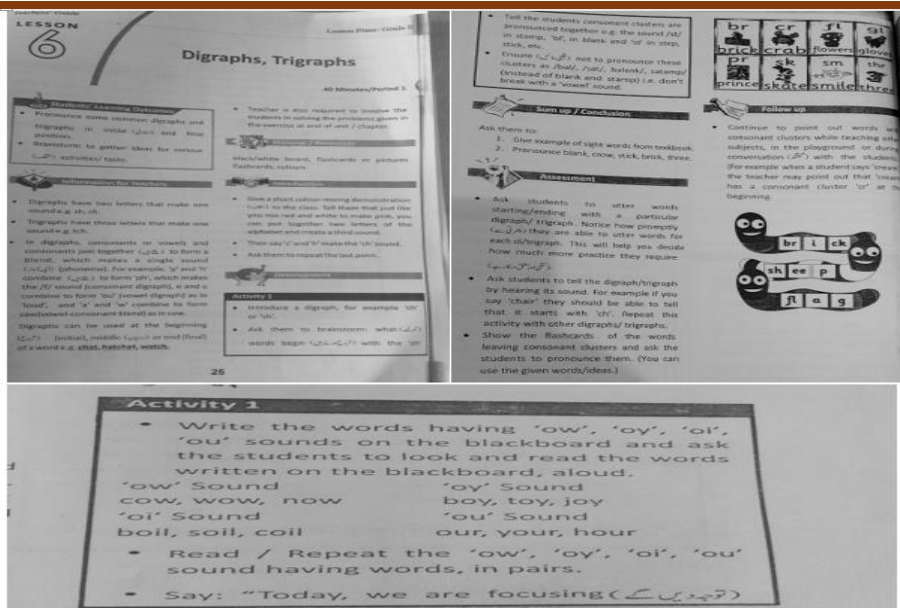 Lesson Plans: Grade II
LESSON
6
Digraphs, Trigraphs
40 Minutes/Period 1
Students' Learning Outcomes
• Pronounce some common digraphs and
trigraphs in initial and final
position.
• Brainstorm to gather ideas for various
activities/ tasks.
Information for Teachers
• Digraphs have two letters that make one
sound e.g. sh, ch.
• Trigraphs have three letters that make one
sound e.g. tch.
• In digraphs, consonants or vowels and
consonants join together to form a
blend, which makes a single sound
(phoneme). For example, 'p' and 'h'
combine to form 'ph', which makes
the /f/ sound (consonant digraph), o and u
combine to form 'ou' (vowel digraph) as in
'loud', and 'a' and 'w' combine to form
saw(vowel-consonant blend) as in saw.
Digraphs can be used at the beginning
(initial), middle or end (final)
of a word e.g. chat, hatchet, watch.
• Teacher is also required to involve the
students in solving the problems given in
the exercise at end of unit / chapter.
Material / Resources
black/white board, flashcards or pictures
flashcards, colours
Introduction
• Give a short colour-mixing demonstration
to the class. Tell them that just like
you mix red and white to make pink, you
can put together two letters of the
alphabet and create a third sound.
• Then say 'c' and 'h' make the 'ch' sound.
• Ask them to repeat the last point.
Development
Activity 1
• Introduce a digraph, for example 'ch'
or 'sh'.
• Ask them to brainstorm: what
words begin with the 'ch'
25
• Tell the students consonant clusters are
pronounced together e.g. the sound /st/
in stamp, 'bl', in blank and 'st' in step,
stick, etc.
• Ensure not to pronounce these
clusters as /bal/, /sat/, balank/, satamp/
(instead of blank and stamp) i.e. don't
break with a 'vowel' sound.
Sum up / Conclusion
Ask them to:
1. Give example of sight words from textbook.
2. Pronounce blank, crow, stick, brick, three.
Assessment
• Ask students to utter words
starting/ending with a particular
digraph/ trigraph. Notice how promptly
they are able to utter words for
each di/trigraph. This will help you decide
how much more practice they require
• Ask students to tell the digraph/trigraph
by hearing its sound. For example if you
say 'chair' they should be able to tell
that it starts with 'ch'. Repeat this
activity with other digraphs/ trigraphs.
• Show the flashcards of the words
leaving consonant clusters and ask the
students to pronounce them. (You can
use the given words/ideas.)
br cr fl gl
brick crab flowers gloves
pr sk sm thr
prince skate smile three
Follow up
• Continue to point out words
consonant clusters while teaching
subjects, in the playground or during
conversation with the students.
(For example when a student says 'cream'
the teacher may point out that 'cream'
has a consonant cluster 'cr' at the
beginning.
br i ck
sh ee p
fl a g
Activity 1
• Write the words having 'ow', 'oy', 'oi',
'ou' sounds on the blackboard and ask
the students to look and read the words
written on the blackboard, aloud.
'ow' Sound 'oy' Sound
cow, wow, now boy, toy, joy
'oi' Sound 'ou' Sound
boil, soil, coil our, your, hour
• Read / Repeat the 'ow', 'oy', 'oi', 'ou'
sound having words, in pairs.
• Say: "Today, we are focusing (توجہ دیں گے)